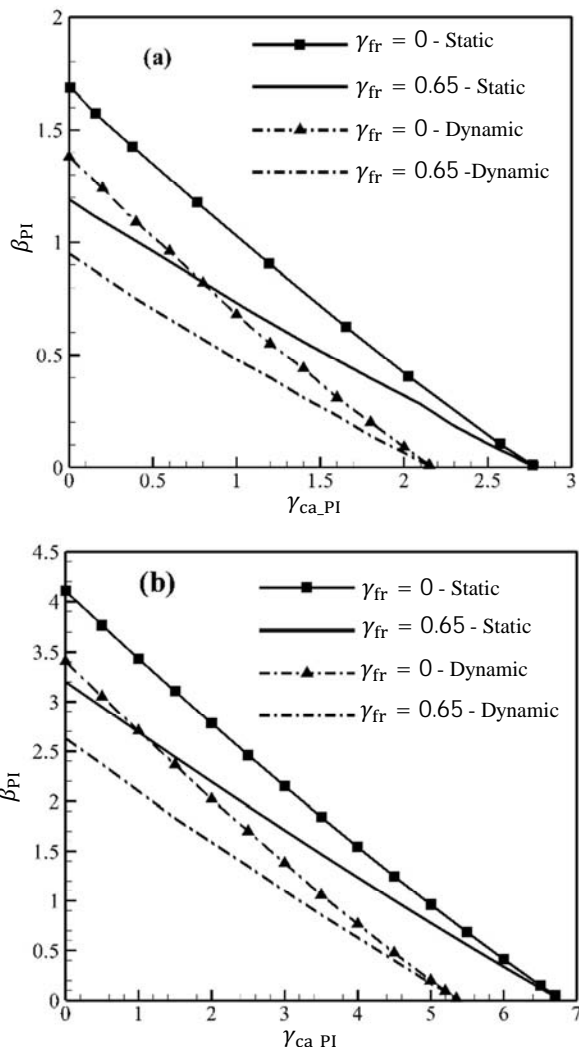 2
(a)
γfr = 0 - Static
γfr = 0.65 - Static
γfr = 0 - Dynamic
γfr = 0.65 -Dynamic
1.5
1
0.5
0
βPI
0 0.5 1 1.5 2 2.5 3
γca_PI
4.5
(b)
γfr = 0 - Static
γfr = 0.65 - Static
γfr = 0 - Dynamic
γfr = 0.65 - Dynamic
4
3.5
3
2.5
2
1.5
1
0.5
0
βPI
0 1 2 3 4 5 6 7
γca_PI